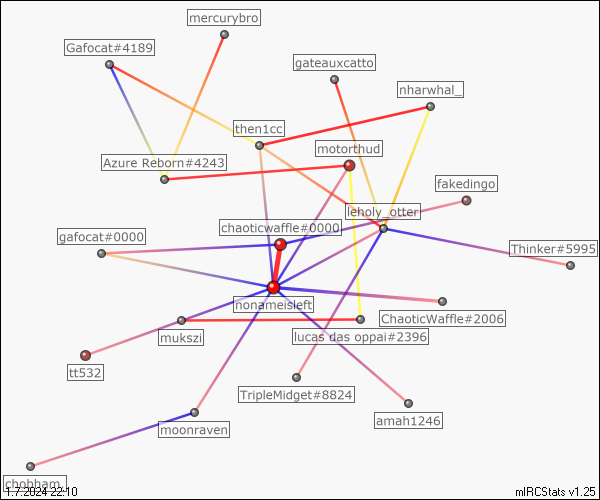 mercurybro
Gafocat#4189
gateauxcatto
nharwhal_
then1cc
motorthud
Azure Reborn#4243
fakedingo
lholy_otter
chaoticwaffle#0000
gafocat#0000
Thinker#5995
nonameisleft
ChaoticWaffle#2006
mukszi
lucas das oppai#2396
tt532
TripleMidget#8824
amah1246
moonraven
chobham_
1.7.2024 22:10
mIRCStats v1.25